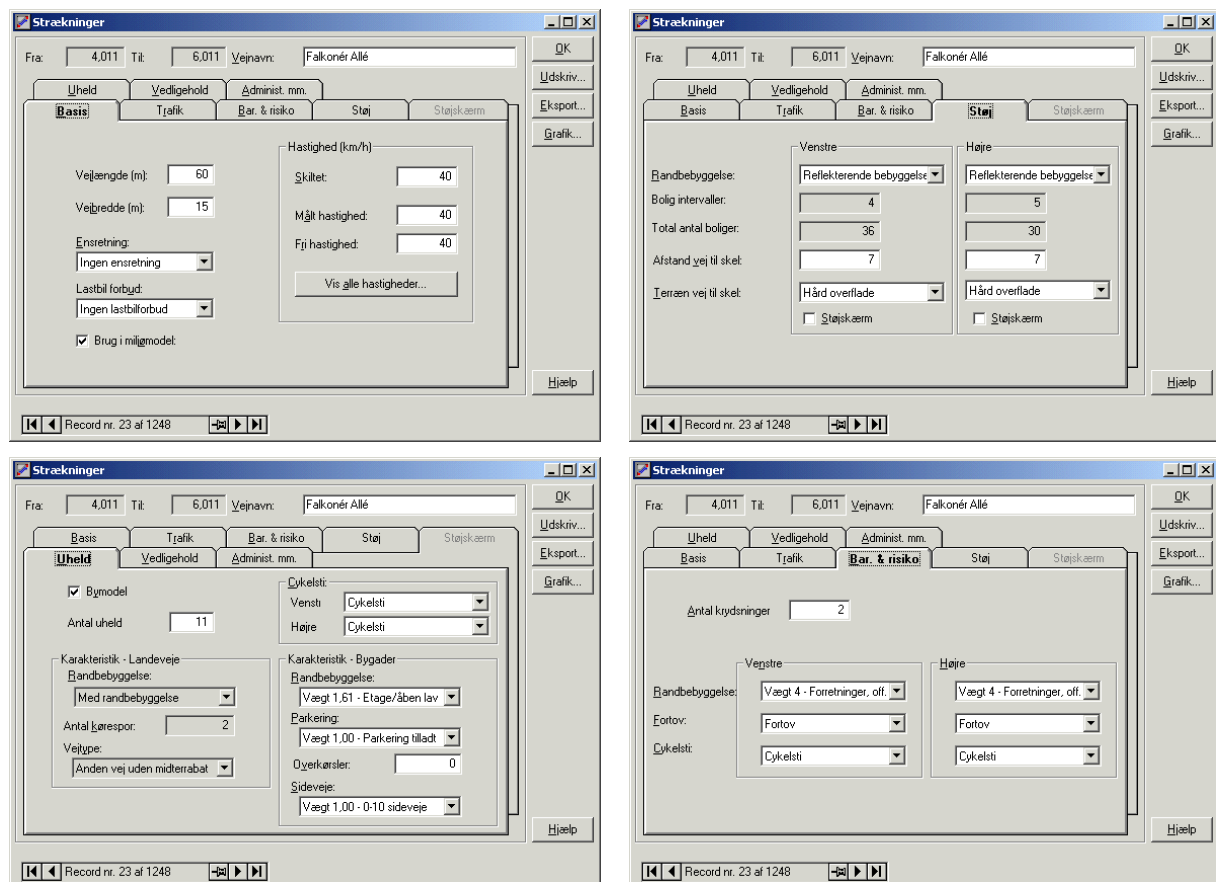 Strækninger
Fra: 4,011 Til: 6,011 Vejnavn: Falkonér Allé
OK
Udskriv...
Eksport...
Grafik...
Uheld Vedligehold Administ. mm.
Basis Trafik Bar. & risiko Støj Støjskærm
Vejlængde (m): 60
Vejbredde (m): 15
Ensretning:
Ingen ensretning
Lastbil forbud:
Ingen lastbilforbud
Brug i miljømodel:
Hastighed (km/h)
Skiltet: 40
Målt hastighed: 40
Fri hastighed: 40
Vis alle hastigheder...
Hjælp
Record nr. 23 af 1248
Strækninger
Fra: 4,011 Til: 6,011 Vejnavn: Falkonér Allé
OK
Udskriv...
Eksport...
Grafik...
Uheld Vedligehold Administ. mm.
Basis Trafik Bar. & risiko Støj Støjskærm
Venstre Højre
Randbebyggelse: Reflekterende bebyggelse Reflekterende bebyggelse
Bolig intervaller: 4 5
Total antal boliger: 36 30
Afstand vej til skel: 7 7
Terræn vej til skel: Hård overflade Hård overflade
Støjskærm Støjskærm
Hjælp
Record nr. 23 af 1248
Strækninger
Fra: 4,011 Til: 6,011 Vejnavn: Falkonér Allé
OK
Udskriv...
Eksport...
Grafik...
Basis Trafik Bar. & risiko Støj Støjskærm
Uheld Vedligehold Administ. mm.
Bymodel
Antal uheld 11
Cykelsti:
Venstr Cykelsti
Højre Cykelsti
Karakteristik - Landeveje
Randbebyggelse:
Med randbebyggelse
Antal kørespor: 2
Vejtype:
Anden vej uden midterrabat
Karakteristik - Bygader
Randbebyggelse:
Vægt 1,61 - Etage/åben lav
Parkering:
Vægt 1,00 - Parkering tilladt
Overkørsler: 0
Sideveje:
Vægt 1,00 - 0-10 sideveje
Hjælp
Record nr. 23 af 1248
Strækninger
Fra: 4,011 Til: 6,011 Vejnavn: Falkonér Allé
OK
Udskriv...
Eksport...
Grafik...
Uheld Vedligehold Administ. mm.
Basis Trafik Bar. & risiko Støj Støjskærm
Antal krydsninger 2
Venstre Højre
Randbebyggelse: Vægt 4 - Forretninger, off. Vægt 4 - Forretninger, off.
Fortov: Fortov Fortov
Cykelsti: Cykelsti Cykelsti
Hjælp
Record nr. 23 af 1248